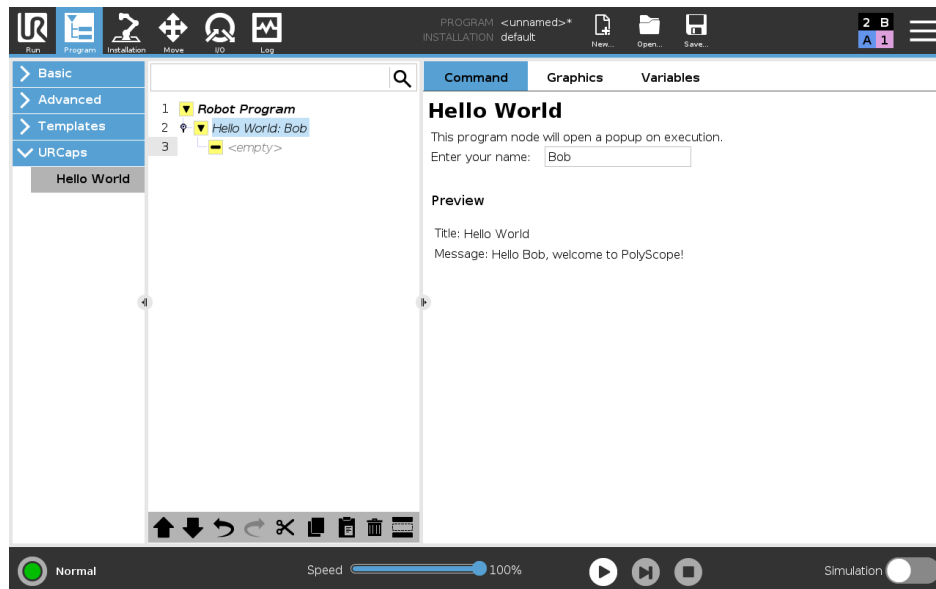 UR
PROGRAM <unnamed>*
INSTALLATION default
2 B
A 1
Run Program Installation Move I/O Log New... Open... Save...
Basic
Advanced
Templates
URCaps
Hello World
1 Robot Program
2 Hello World: Bob
3 <empty>
Command Graphics Variables
Hello World
This program node will open a popup on execution.
Enter your name: Bob
Preview
Title: Hello World
Message: Hello Bob, welcome to PolyScope!
Normal Speed 100% Simulation